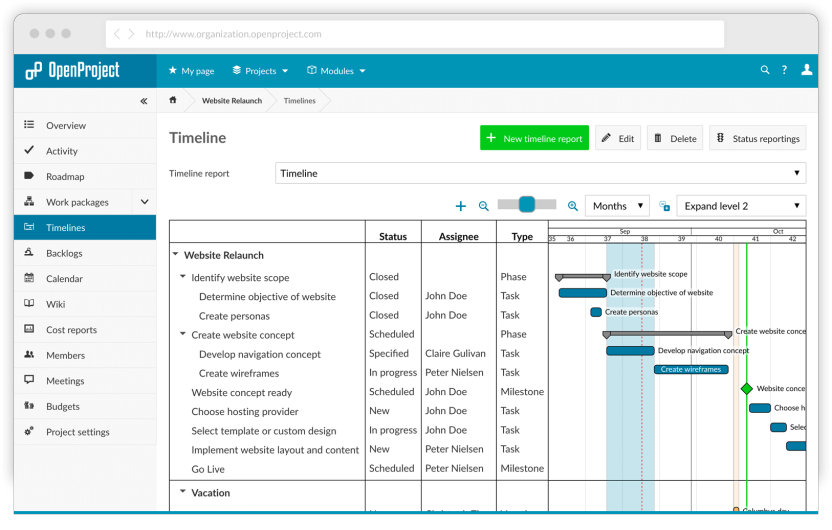 http://www.organization.openproject.com
OpenProject
My page Projects Modules ?
«
Website Relaunch Timelines
Overview
Activity
Roadmap
Work packages
Timelines
Backlogs
Calendar
Wiki
Cost reports
Members
Meetings
Budgets
Project settings
Timeline
+ New timeline report Edit Delete Status reportings
Timeline report Timeline
Months Expand level 2
Status Assignee Type
Sep Oct
35 36 37 38 39 40 41 42
Website Relaunch
Identify website scope Closed Phase Identify website scope
Determine objective of website Closed John Doe Task Determine objective of website
Create personas Closed John Doe Task Create personas
Create website concept Scheduled Phase Create website conce
Develop navigation concept Specified Claire Gulivan Task Develop navigation concept
Create wireframes In progress Peter Nielsen Task Create wireframes
Website concept ready Scheduled John Doe Milestone Website conce
Choose hosting provider New John Doe Task Choose h
Select template or custom design In progress John Doe Task Selec
Implement website layout and content New Peter Nielsen Task
Go Live Scheduled Peter Nielsen Milestone
Vacation
Columbus day